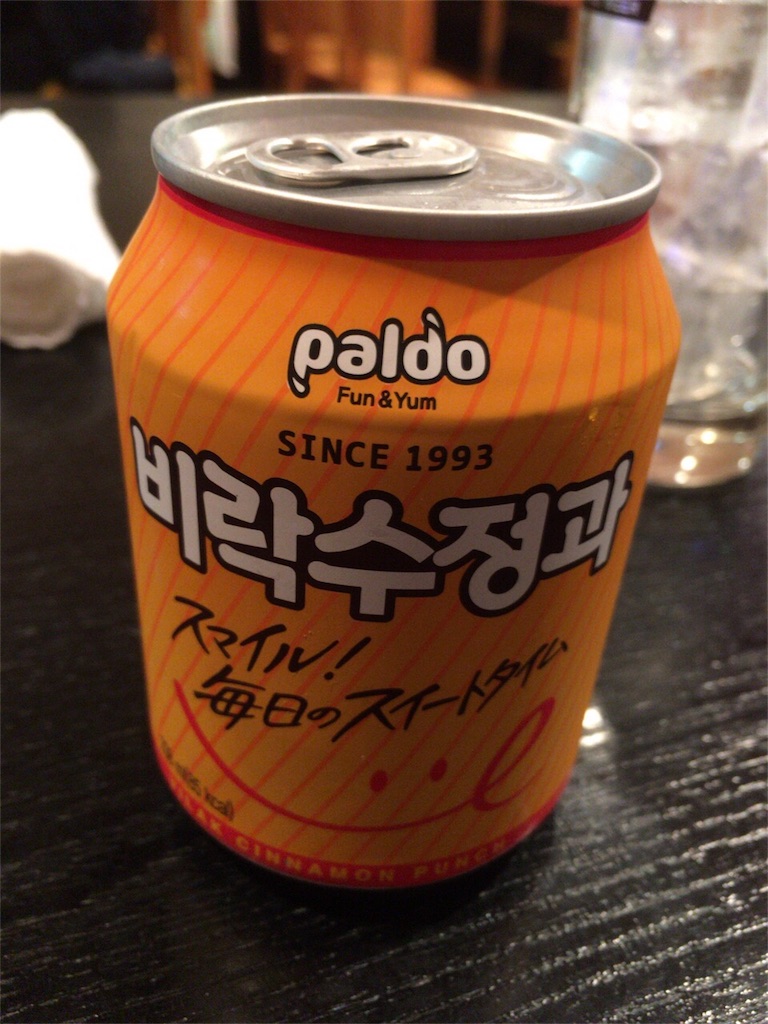 paldo
Fun & Yum
SINCE 1993
비락수정과
スマイル!
毎日のスイートタイム
CINNAMON PUNCH